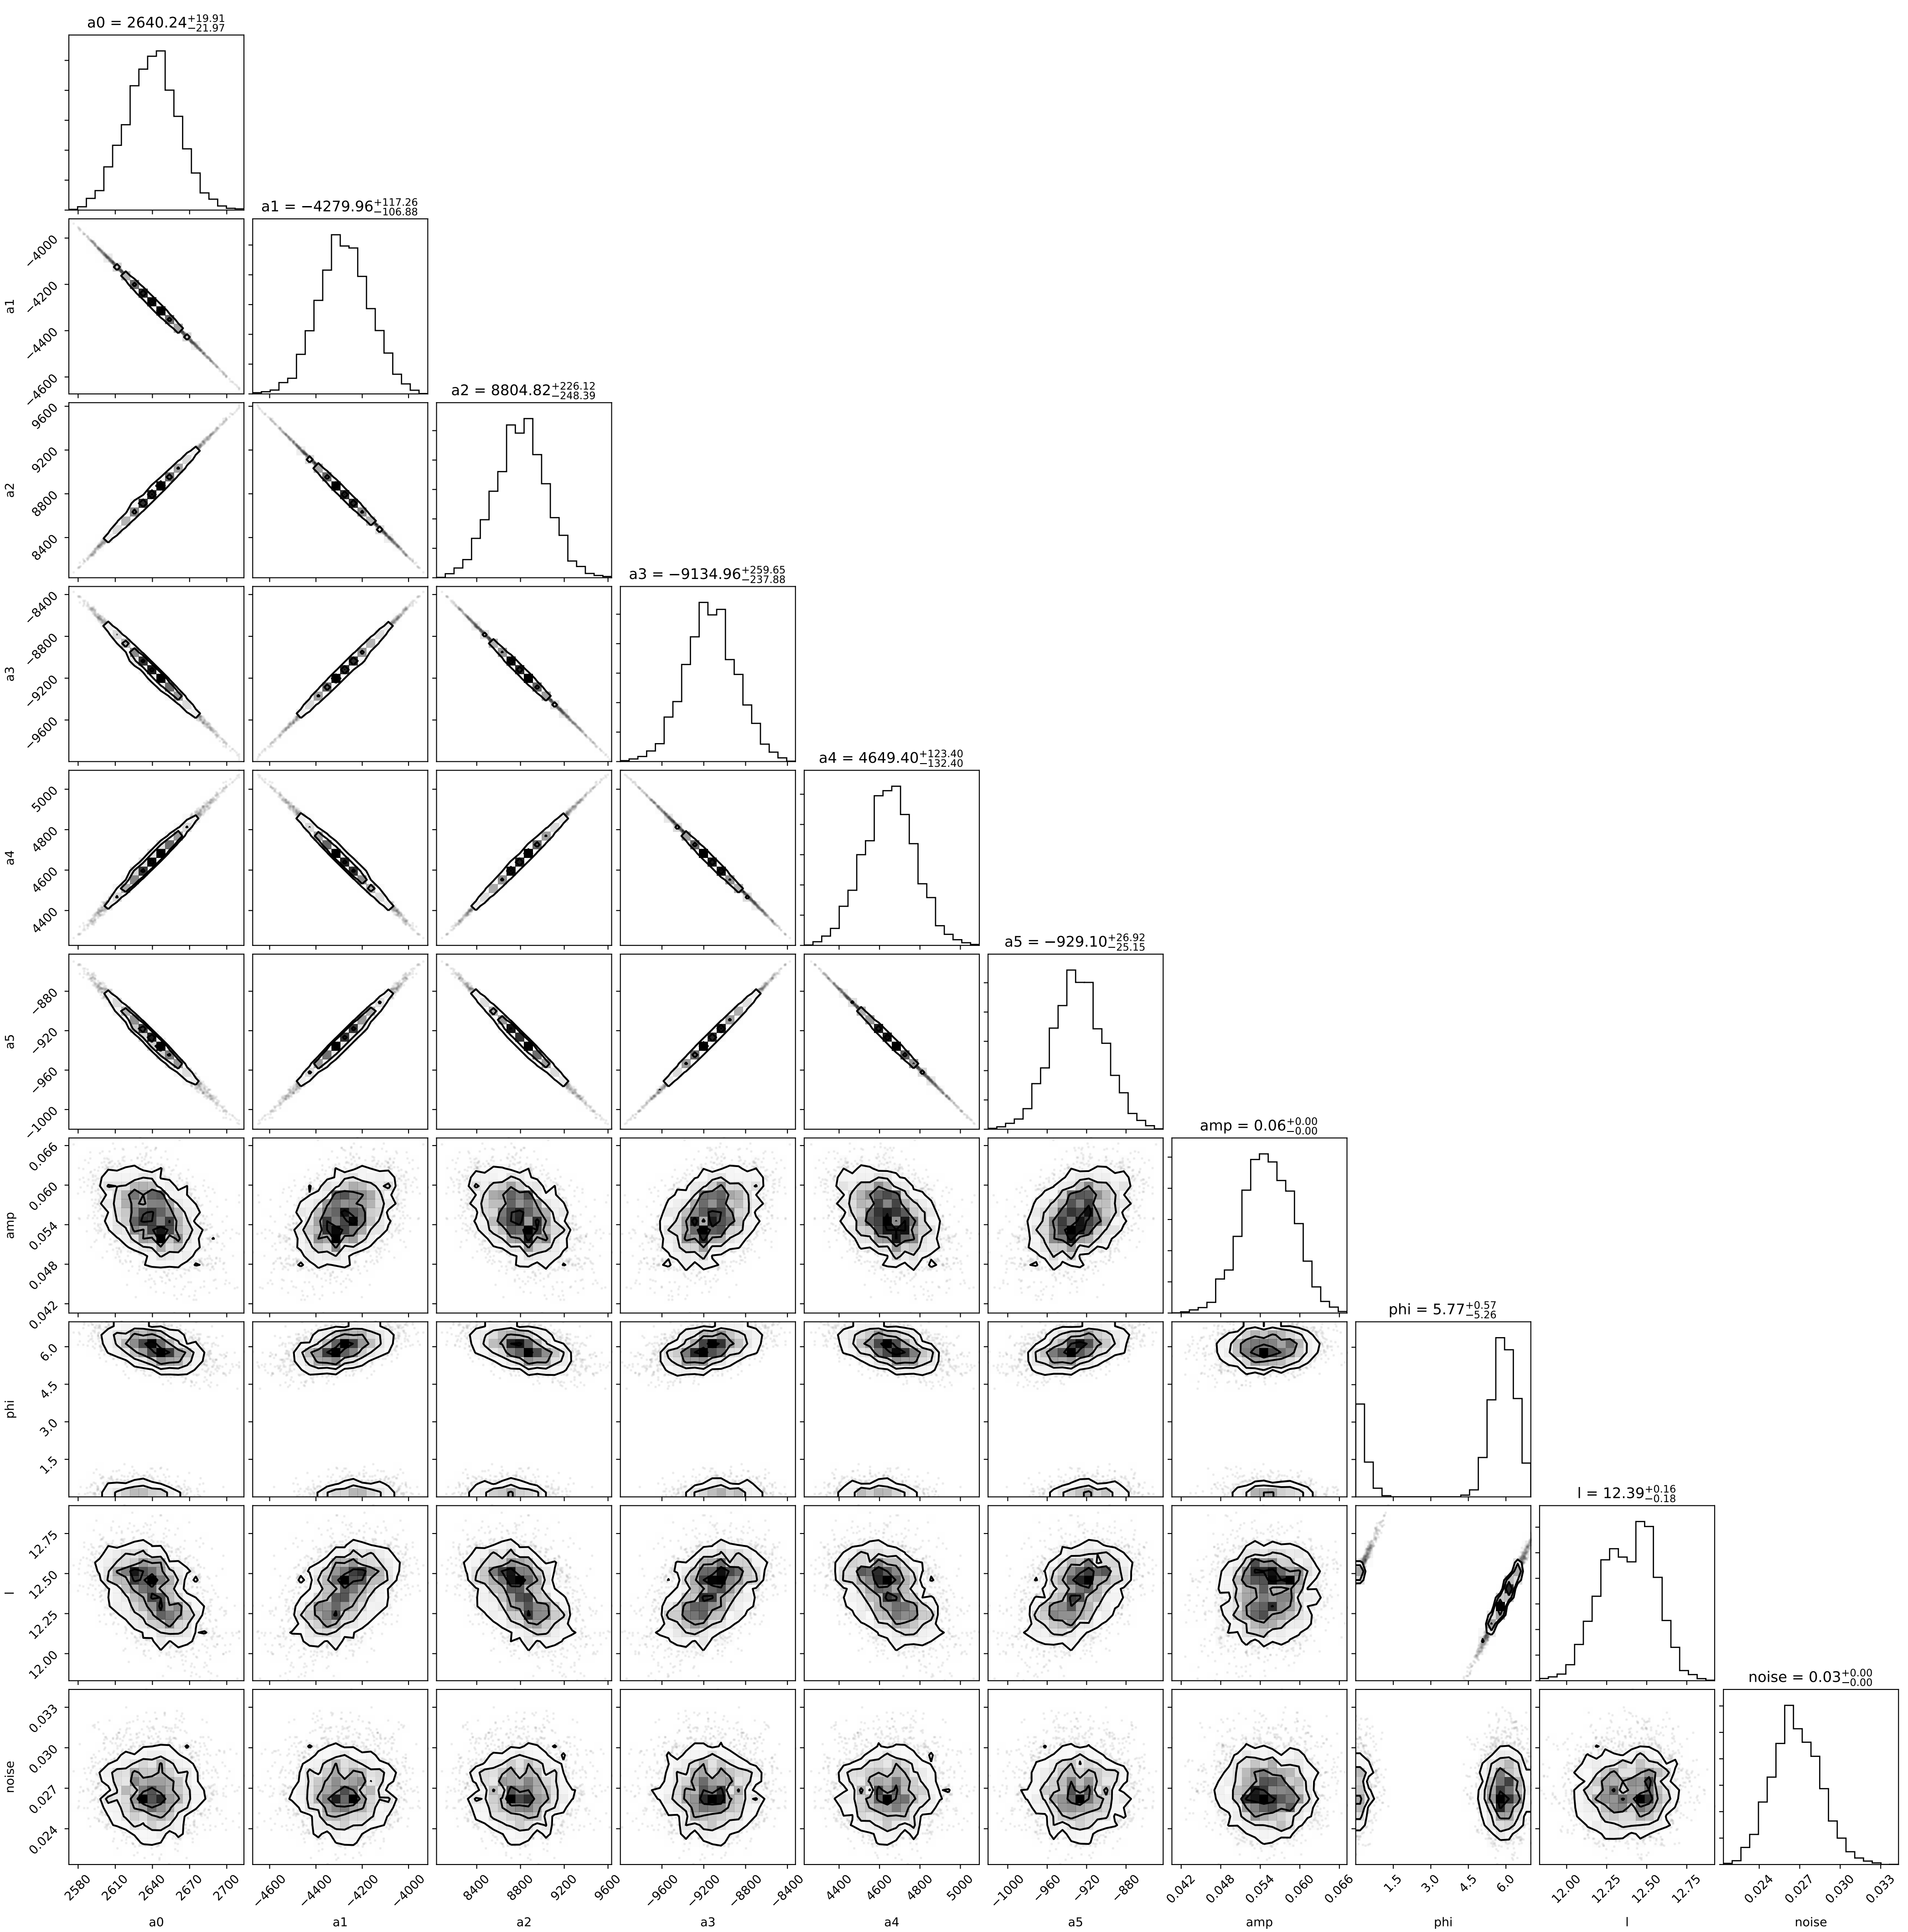 a0 = 2640.24+19.91−21.97
a1 = −4279.96+117.26−106.88
−4000
−4200
−4400
−4600
a1
a2 = 8804.82+226.12−248.39
9600
9200
8800
8400
a2
a3 = −9134.96+259.65−237.88
−8400
−8800
−9200
−9600
a3
a4 = 4649.40+123.40−132.40
5000
4800
4600
4400
a4
a5 = −929.10+26.92−25.15
−880
−920
−960
−1000
a5
amp = 0.06+0.00−0.00
0.066
0.060
0.054
0.048
0.042
amp
phi = 5.77+0.57−5.26
6.0
4.5
3.0
1.5
phi
l = 12.39+0.16−0.18
12.75
12.50
12.25
12.00
l
noise = 0.03+0.00−0.00
0.033
0.030
0.027
0.024
noise
2580 2610 2640 2670 2700 −4600 −4400 −4200 −4000 8400 8800 9200 9600 −9600 −9200 −8800 −8400 4400 4600 4800 5000 −1000 −960 −920 −880 0.042 0.048 0.054 0.060 0.066 1.5 3.0 4.5 6.0 12.00 12.25 12.50 12.75 0.024 0.027 0.030 0.033
a0 a1 a2 a3 a4 a5 amp phi l noise